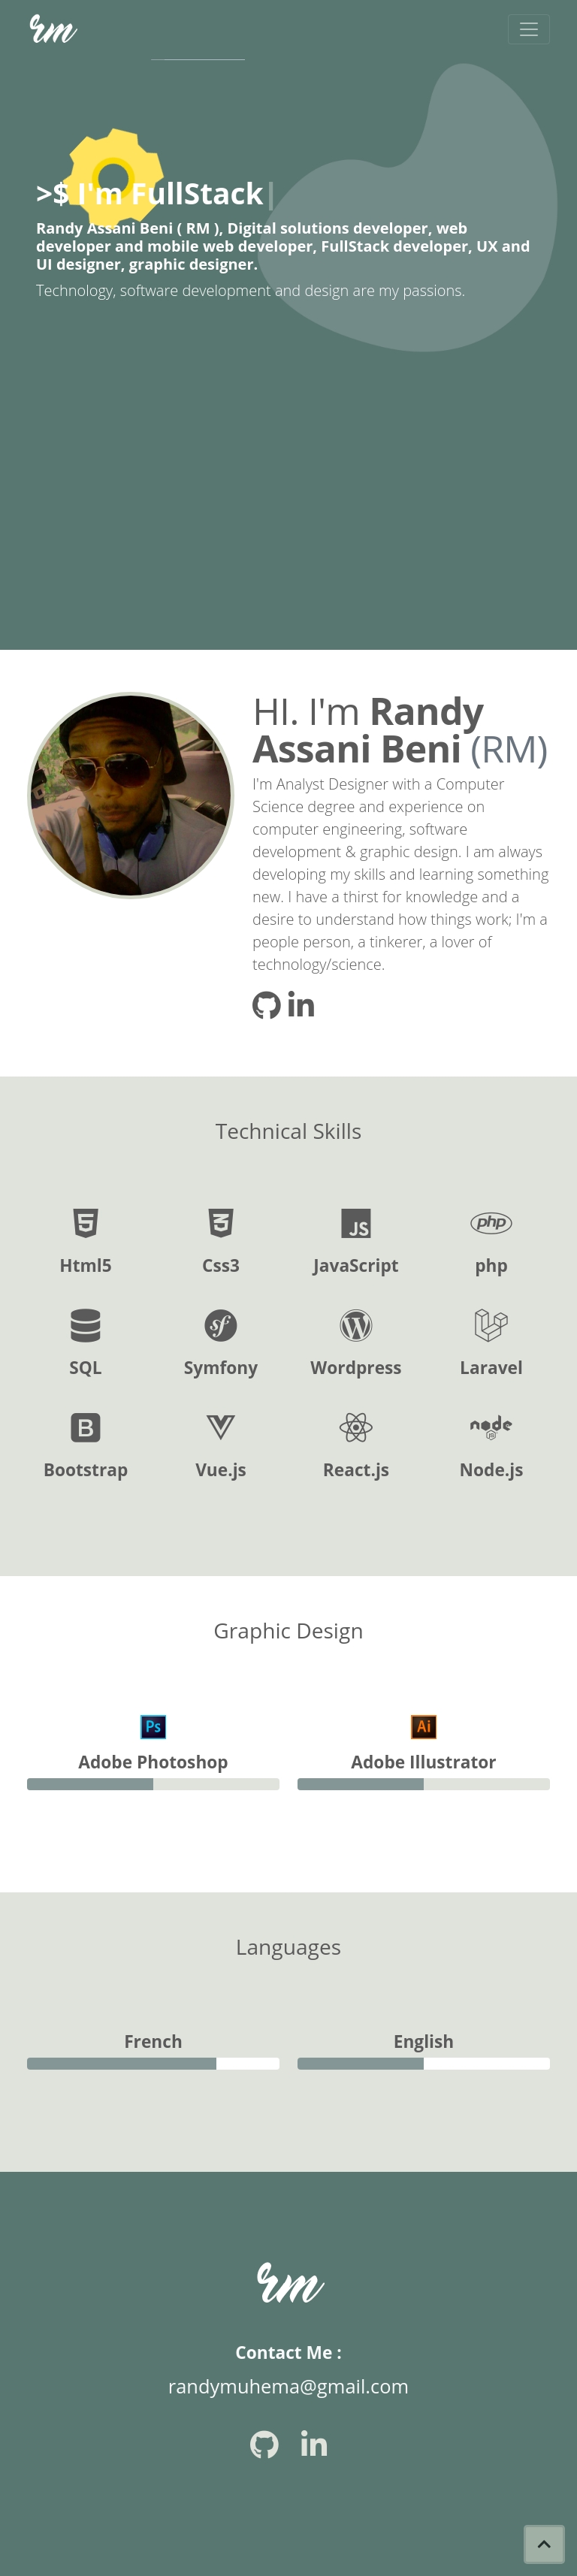 rm
>$ I'm FullStack|
Randy Assani Beni ( RM ), Digital solutions developer, web
developer and mobile web developer, FullStack developer, UX and
UI designer, graphic designer.
Technology, software development and design are my passions.
HI. I'm Randy
Assani Beni (RM)
I'm Analyst Designer with a Computer
Science degree and experience on
computer engineering, software
development & graphic design. I am always
developing my skills and learning something
new. I have a thirst for knowledge and a
desire to understand how things work; I'm a
people person, a tinkerer, a lover of
technology/science.
in
Technical Skills
JS php
Html5 Css3 JavaScript php
sf
SQL Symfony Wordpress Laravel
B node
JS
Bootstrap Vue.js React.js Node.js
Graphic Design
Ps Ai
Adobe Photoshop Adobe Illustrator
Languages
French English
rm
Contact Me :
randymuhema@gmail.com
in